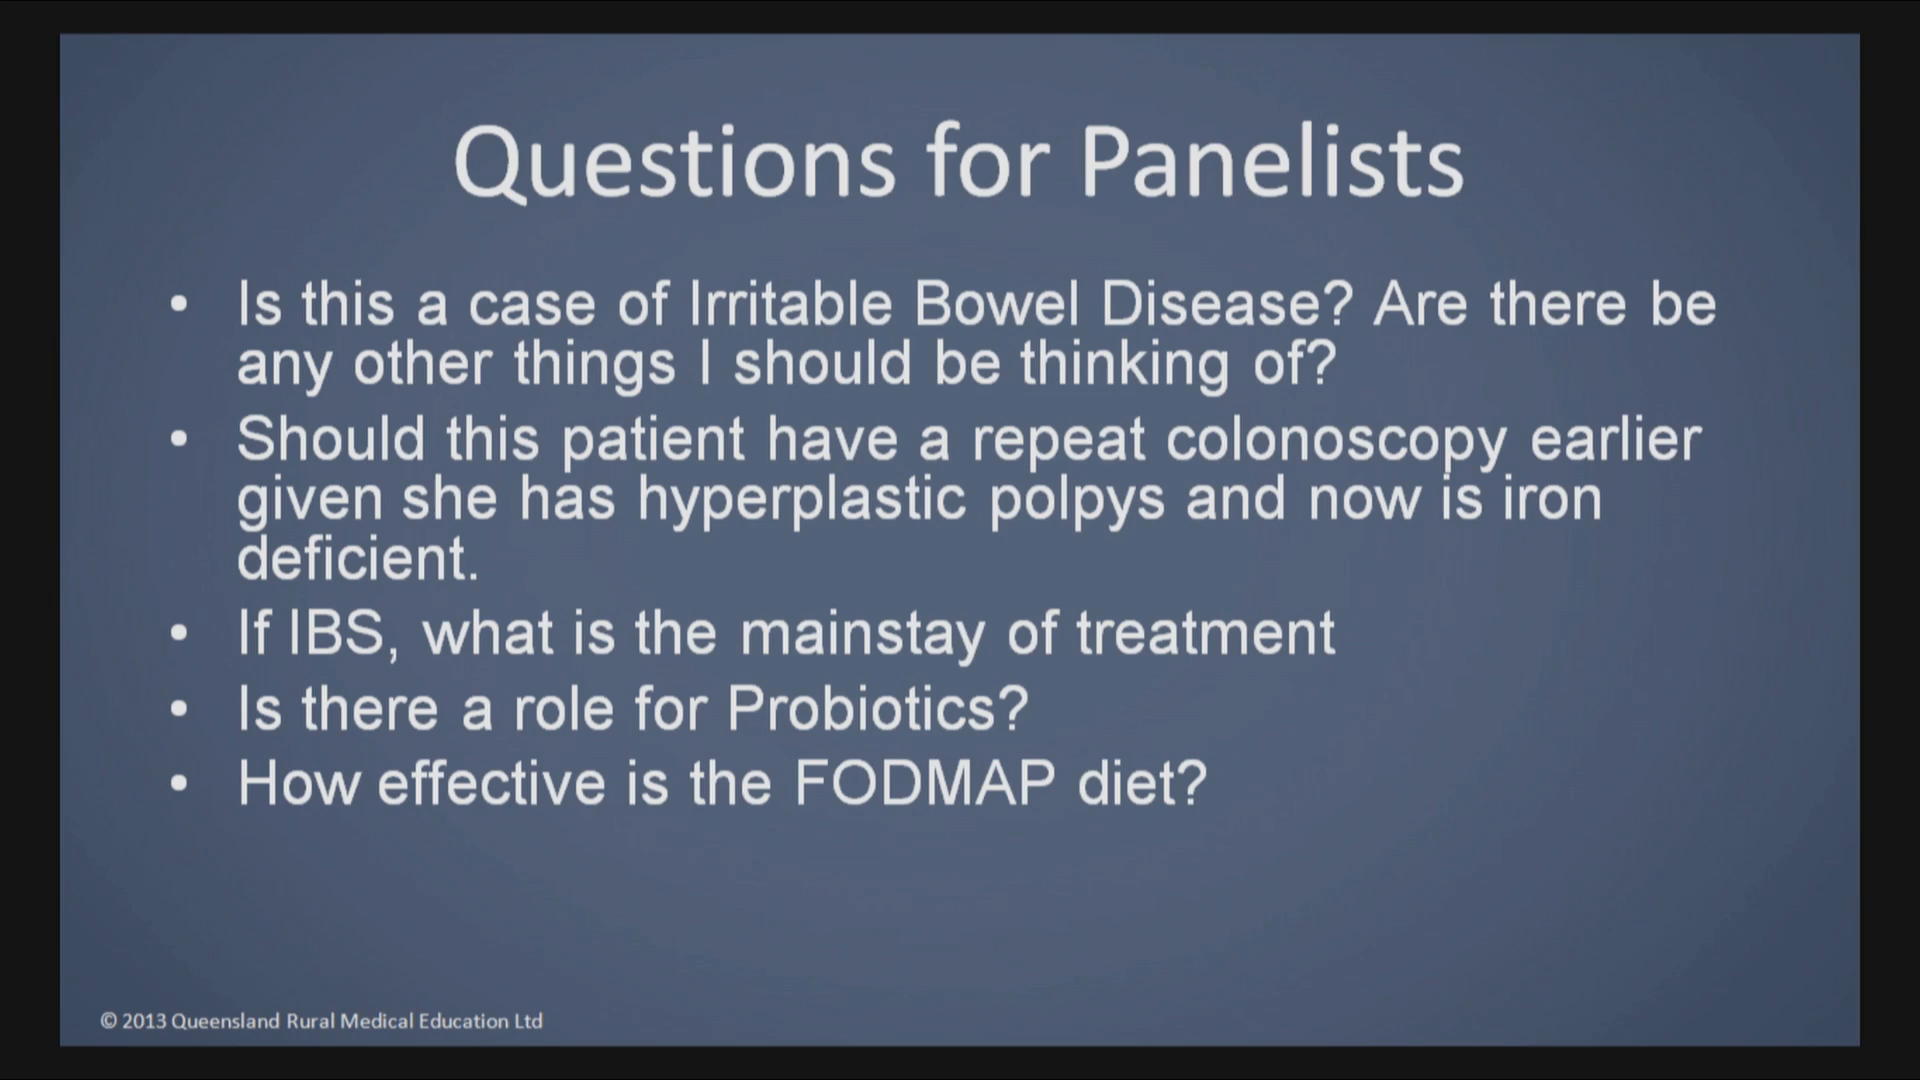 Questions for Panelists
• Is this a case of Irritable Bowel Disease? Are there be
any other things I should be thinking of?
• Should this patient have a repeat colonoscopy earlier
given she has hyperplastic polpys and now is iron
deficient.
• If IBS, what is the mainstay of treatment
• Is there a role for Probiotics?
• How effective is the FODMAP diet?
© 2013 Queensland Rural Medical Education Ltd